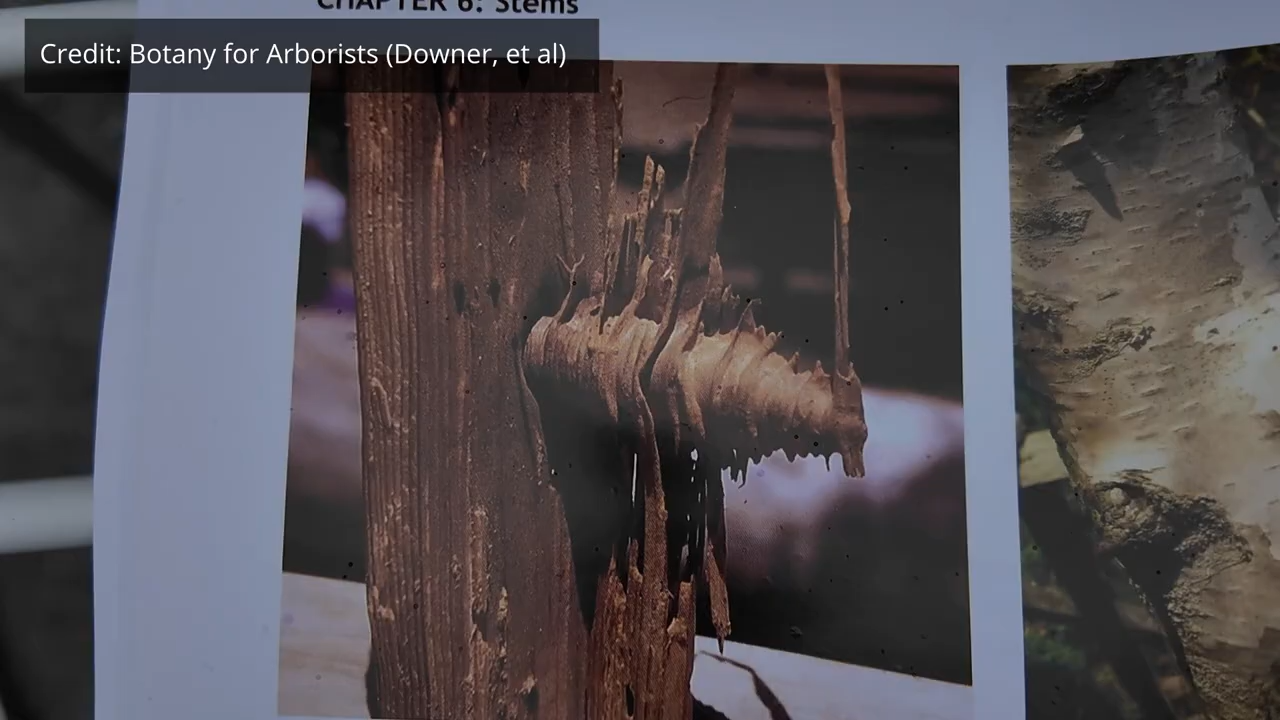 CHAPTER 6: Stems
Credit: Botany for Arborists (Downer, et al)